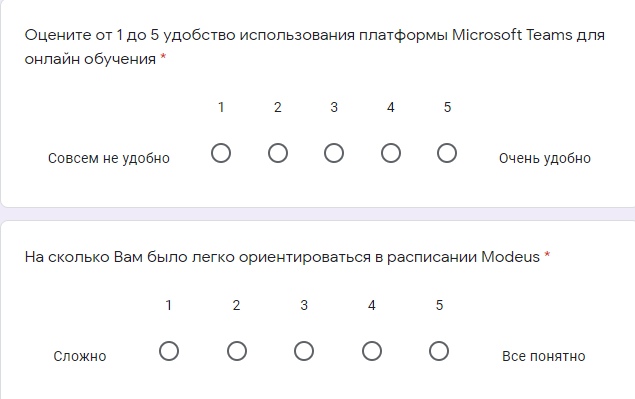 Оцените от 1 до 5 удобство использования платформы Microsoft Teams для
онлайн обучения *
1 2 3 4 5
Совсем не удобно Очень удобно
На сколько Вам было легко ориентироваться в расписании Modeus *
1 2 3 4 5
Сложно Все понятно